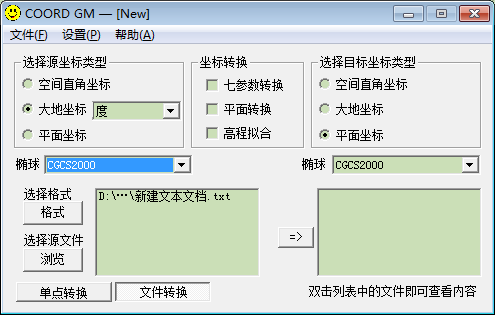 COORD GM — [New]
文件(F) 设置(P) 帮助(A)
选择源坐标类型 坐标转换 选择目标坐标类型
空间直角坐标 七参数转换 空间直角坐标
大地坐标 度 平面转换 大地坐标
平面坐标 高程拟合 平面坐标
椭球 CGCS2000 椭球 CGCS2000
选择格式 D:\…\新建文本文档.txt
格式
选择源文件 =>
浏览
单点转换 文件转换 双击列表中的文件即可查看内容